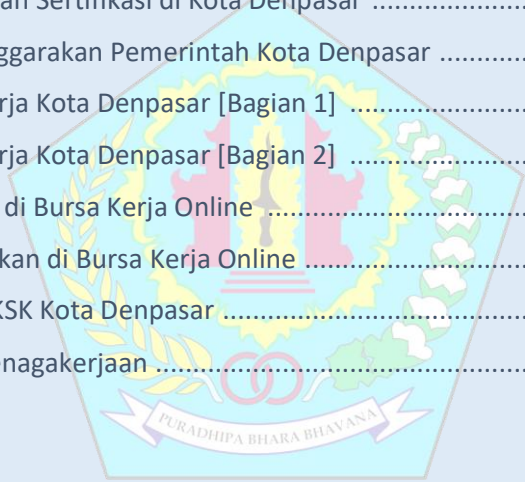 an Sertifikasi di Kota Denpasar ......................
ggarakan Pemerintah Kota Denpasar ............
rja Kota Denpasar [Bagian 1] .........................
rja Kota Denpasar [Bagian 2] .........................
di Bursa Kerja Online .....................................
kan di Bursa Kerja Online ...............................
KSK Kota Denpasar ...........................................
enagakerjaan .....................................................
PURADHIPA BHARA BHAVANA